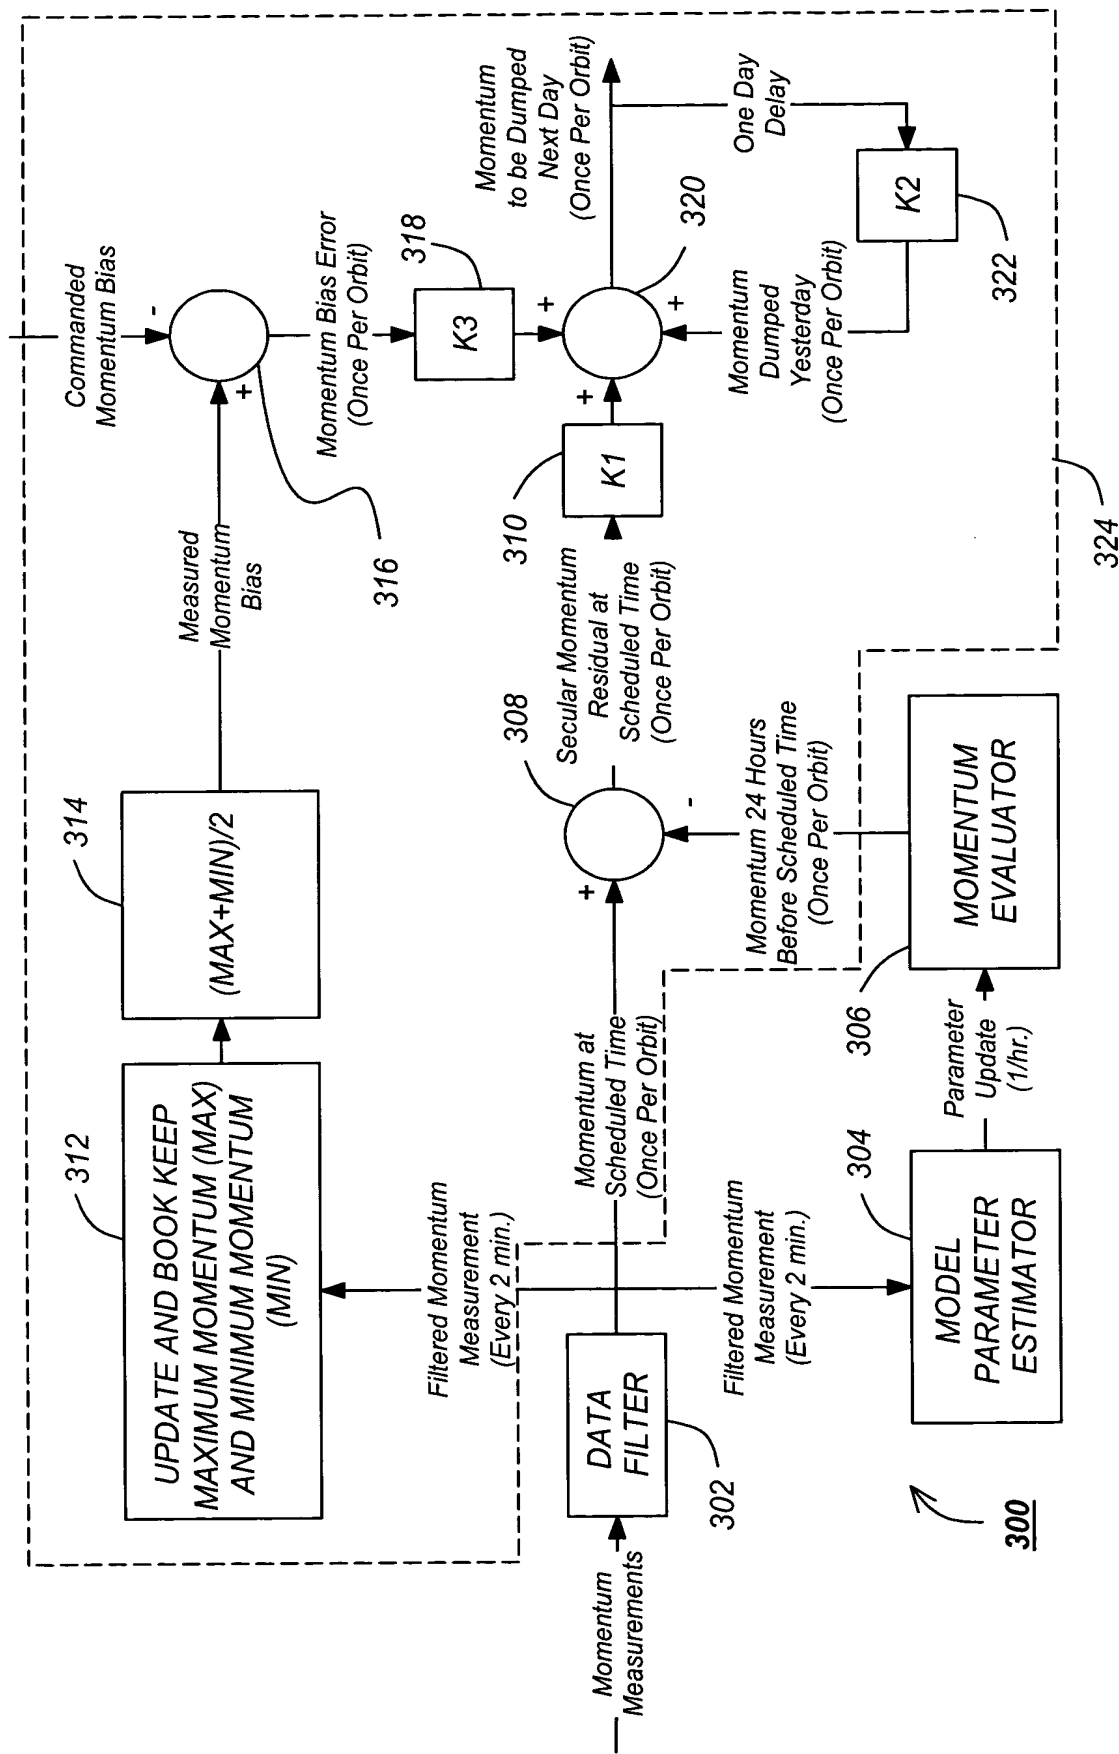 Commanded
Momentum Bias
-
+
316
Measured
Momentum
Bias
314
(MAX+MIN)/2
312
UPDATE AND BOOK KEEP
MAXIMUM MOMENTUM (MAX)
AND MINIMUM MOMENTUM
(MIN)
Momentum Bias Error
(Once Per Orbit)
318
K3
+
Momentum
to be Dumped
Next Day
(Once Per Orbit)
320
+
+
One Day
Delay
K2
322
Momentum
Dumped
Yesterday
(Once Per Orbit)
310
K1
Secular Momentum
Residual at
Scheduled Time
(Once Per Orbit)
308
+
-
Momentum at
Scheduled Time
(Once Per Orbit)
Momentum 24 Hours
Before Scheduled Time
(Once Per Orbit)
324
Filtered Momentum
Measurement
(Every 2 min.)
Filtered Momentum
Measurement
(Every 2 min.)
Momentum
Measurements
DATA
FILTER
302
304
MODEL
PARAMETER
ESTIMATOR
Parameter
Update
(1/hr.)
306
MOMENTUM
EVALUATOR
300